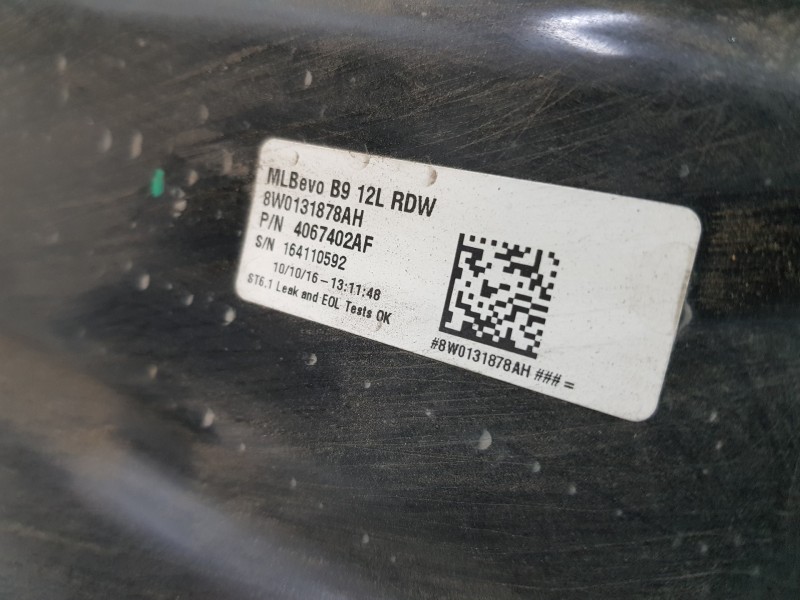 MLBevo B9 12L RDW
8W0131878AH
P/N 4067402AF
S/N 164110592
10/10/16 – 13:11:48
ST6.1 Leak and EOL Tests OK
#8W0131878AH ### =